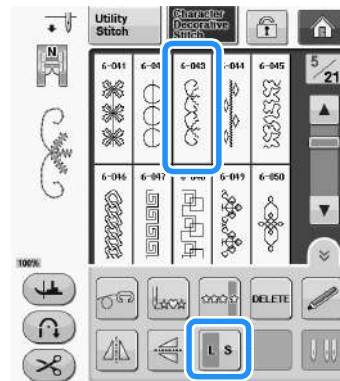 Utility Stitch
Character Decorative Stitch
N
6-041 6-04 6-043 -044 6-045
5/21
6-046 6-047 6-049 6-050
100%
DELETE
L S